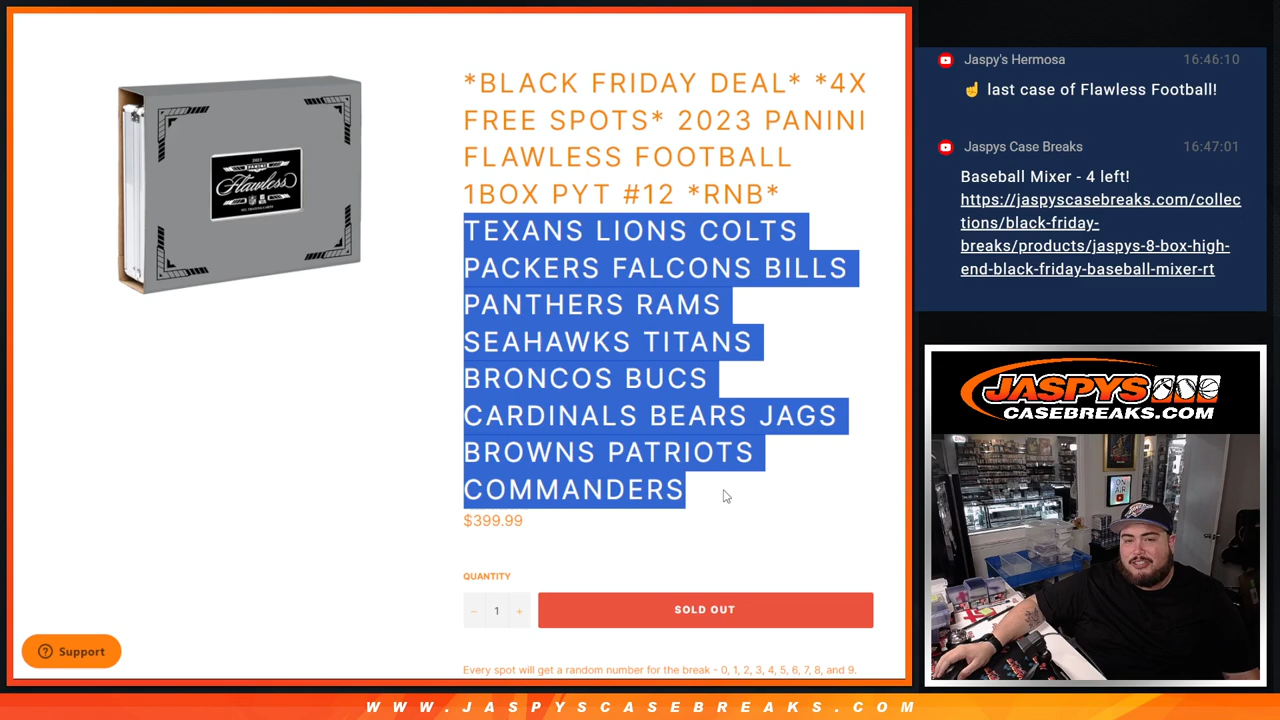 *BLACK FRIDAY DEAL* *4X
FREE SPOTS* 2023 PANINI
FLAWLESS FOOTBALL
1BOX PYT #12 *RNB*
TEXANS LIONS COLTS
PACKERS FALCONS BILLS
PANTHERS RAMS
SEAHAWKS TITANS
BRONCOS BUCS
CARDINALS BEARS JAGS
BROWNS PATRIOTS
COMMANDERS
$399.99
QUANTITY
− 1 +
SOLD OUT
Every spot will get a random number for the break - 0, 1, 2, 3, 4, 5, 6, 7, 8, and 9.
Support
2023
Flawless
Jaspy's Hermosa 16:46:10
☝ last case of Flawless Football!
Jaspys Case Breaks 16:47:01
Baseball Mixer - 4 left!
https://jaspyscasebreaks.com/collec
tions/black-friday-
breaks/products/jaspys-8-box-high-
end-black-friday-baseball-mixer-rt
JASPYS
CASEBREAKS.COM
ON
AIR
WWW.JASPYSCASEBREAKS.COM